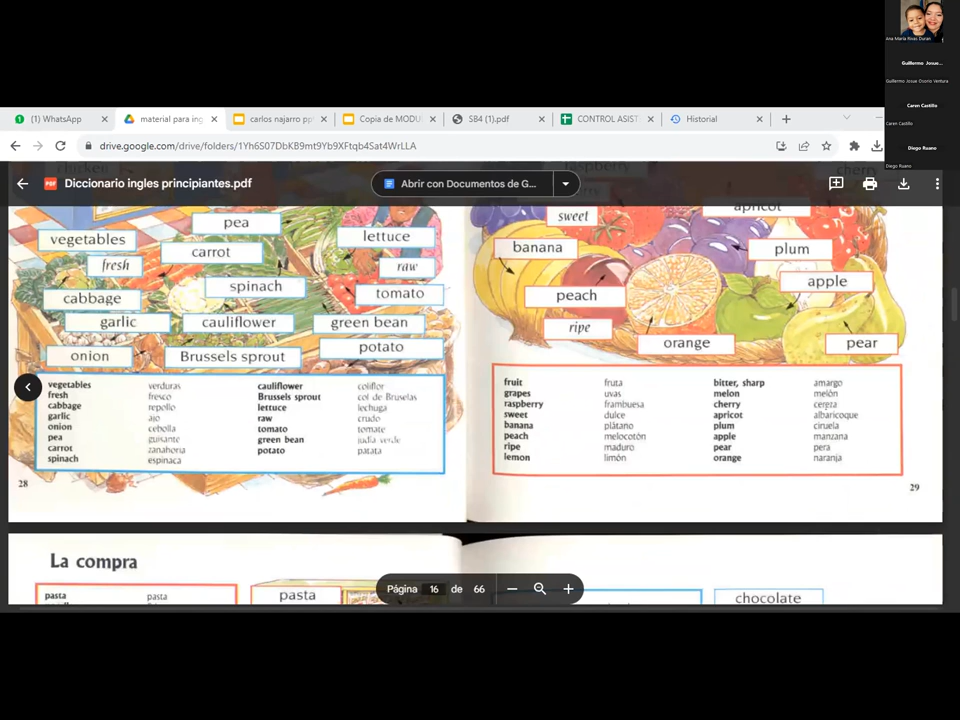 Ana María Rivas Duran
Guillermo Josue...
Guillermo Josue Osorio Ventura
Caren Castillo
Caren Castillo
Diego Ruano
Diego Ruano
(1) WhatsApp
material para ing
carlos najarro pp
Copia de MODU
SB4 (1).pdf
CONTROL ASIST
Historial
drive.google.com/drive/folders/1Yh6S07DbKB9mt9Yb9XFtqb4Sat4WrLLA
chicken
raspberry
cherry
Diccionario ingles principiantes.pdf
Abrir con Documentos de G...
pea
vegetables
carrot
lettuce
fresh
raw
spinach
cabbage
tomato
garlic
cauliflower
green bean
onion
Brussels sprout
potato
sweet
apricot
banana
plum
peach
apple
ripe
orange
pear
vegetables verduras cauliflower coliflor
fresh fresco Brussels sprout col de Bruselas
cabbage repollo lettuce lechuga
garlic ajo raw crudo
onion cebolla tomato tomate
pea guisante green bean judía verde
carrot zanahoria potato patata
spinach espinaca
fruit fruta bitter, sharp amargo
grapes uvas melon melón
raspberry frambuesa cherry cereza
sweet dulce apricot albaricoque
banana plátano plum ciruela
peach melocotón apple manzana
ripe maduro pear pera
lemon limón orange naranja
28
29
La compra
pasta pasta
pasta
chocolate
Página 16 de 66